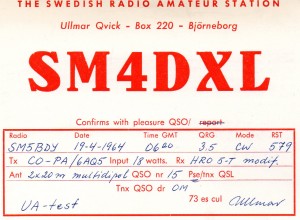 THE SWEDISH RADIO AMATEUR STATION
Ullmar Qvick - Box 220 - Björneborg
SM4DXL
Confirms with pleasure QSO/ report
Radio Date Time GMT QRG Mode RST
SM5BDY 19-4-1964 0600 3.5 CW 579
Tx CO-PA/6AQ5 Input 18 watts. Rx HRO 5-T modif.
Ant 2x20m multidipol QSO nr 15 Pse/tnx QSL
Tnx QSO dr OM
UA-test 73 es cul Ullmar